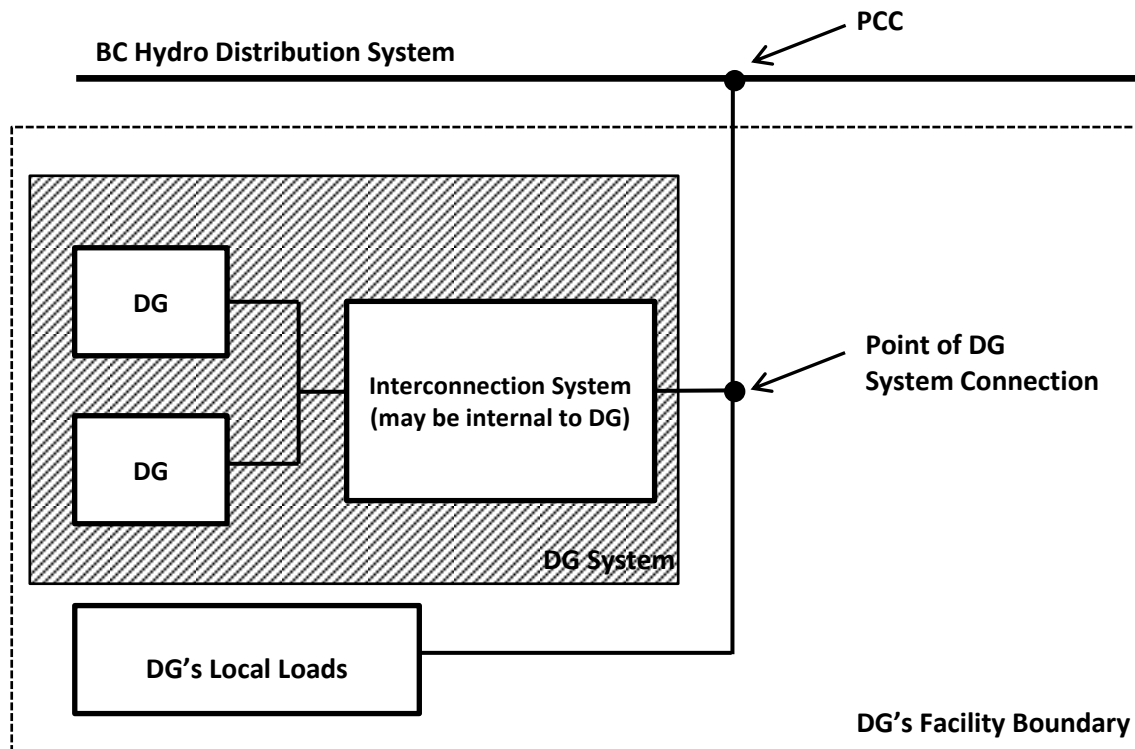 PCC
BC Hydro Distribution System
DG
Interconnection System
(may be internal to DG)
Point of DG
System Connection
DG
DG System
DG’s Local Loads
DG’s Facility Boundary